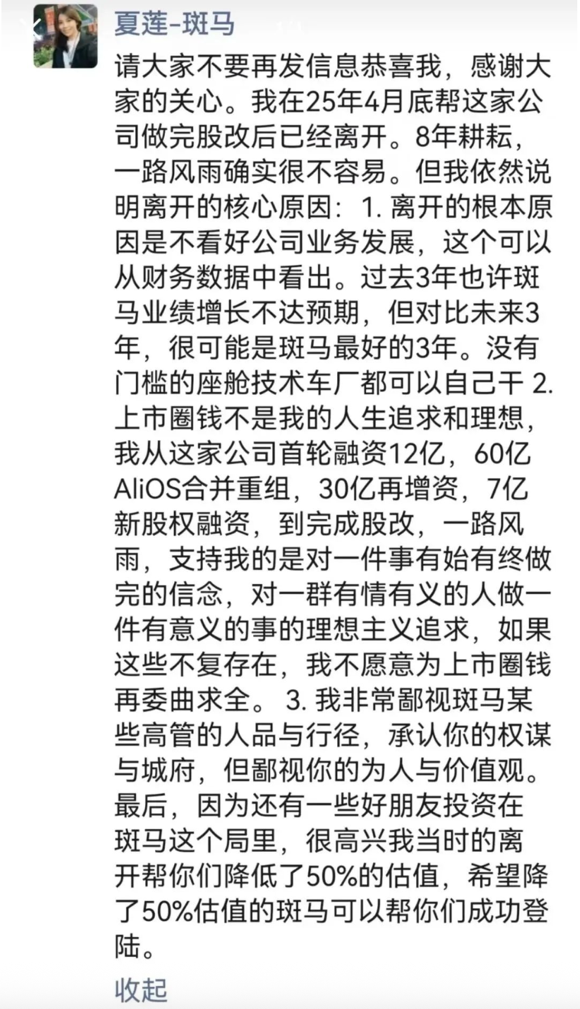 夏莲-斑马
请大家不要再发信息恭喜我，感谢大
家的关心。我在25年4月底帮这家公
司做完股改后已经离开。8年耕耘，
一路风雨确实很不容易。但我依然说
明离开的核心原因：1. 离开的根本原
因是不看好公司业务发展，这个可以
从财务数据中看出。过去3年也许斑
马业绩增长不达预期，但对比未来3
年，很可能是斑马最好的3年。没有
门槛的座舱技术车厂都可以自己干 2.
上市圈钱不是我的人生追求和理想，
我从这家公司首轮融资12亿，60亿
AliOS合并重组，30亿再增资，7亿
新股权融资，到完成股改，一路风
雨，支持我的是对一件事有始有终做
完的信念，对一群有情有义的人做一
件有意义的事的理想主义追求，如果
这些不复存在，我不愿意为上市圈钱
再委曲求全。 3. 我非常鄙视斑马某
些高管的人品与行径，承认你的权谋
与城府，但鄙视你的为人与价值观。
最后，因为还有一些好朋友投资在
斑马这个局里，很高兴我当时的离
开帮你们降低了50%的估值，希望降
了50%估值的斑马可以帮你们成功登
陆。
收起